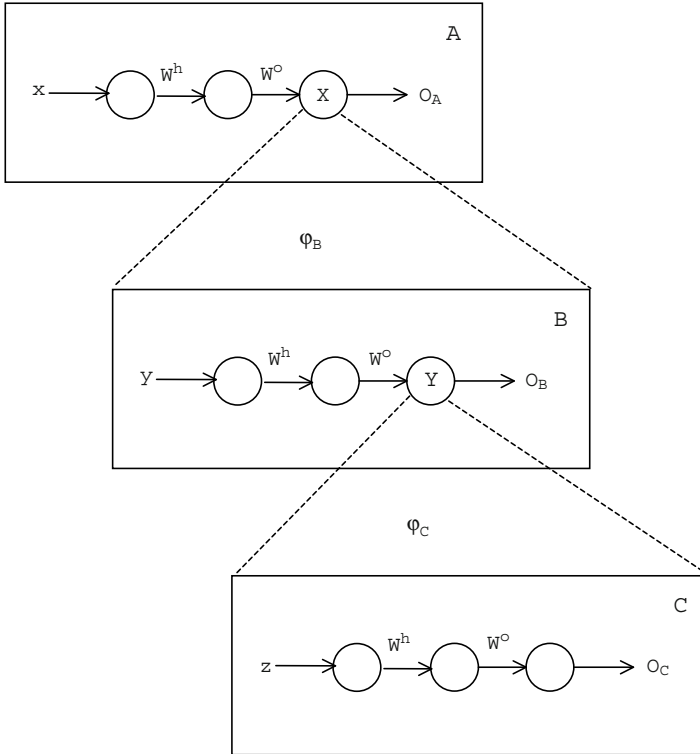 A
x W^h W^o X O_A
φ_B
B
y W^h W^o Y O_B
φ_C
C
z W^h W^o O_C